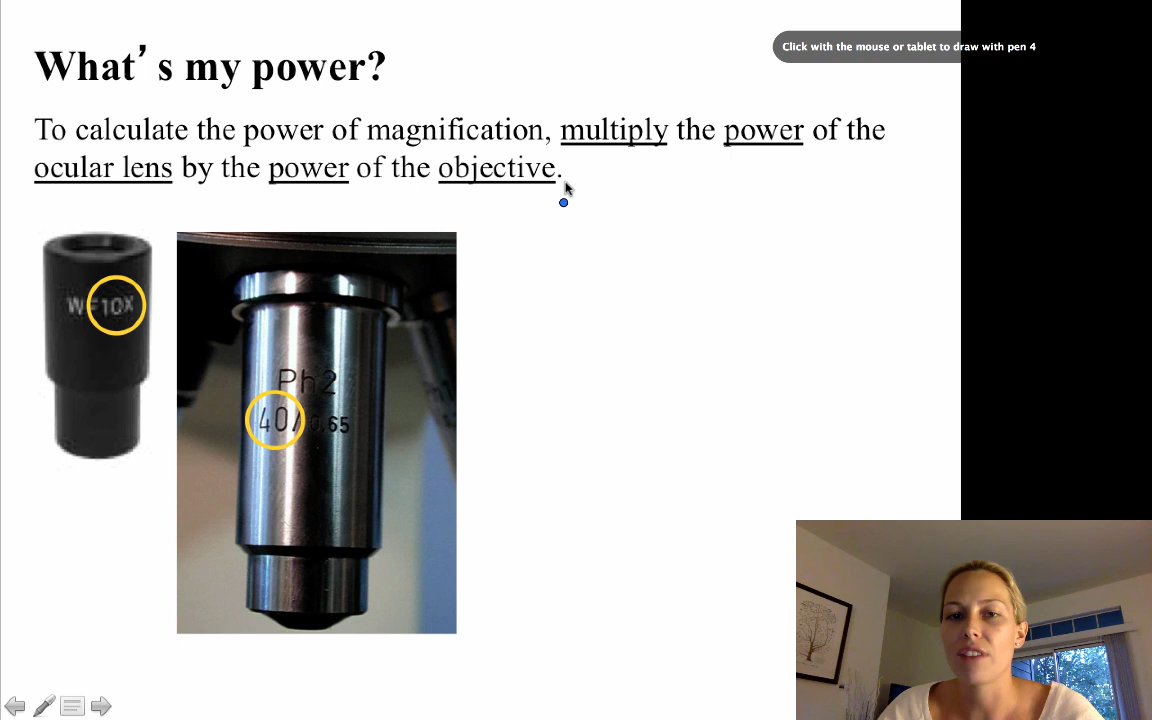 Click with the mouse or tablet to draw with pen 4
What's my power?
To calculate the power of magnification, multiply the power of the
ocular lens by the power of the objective.
WF10X
Ph2
40/0.65